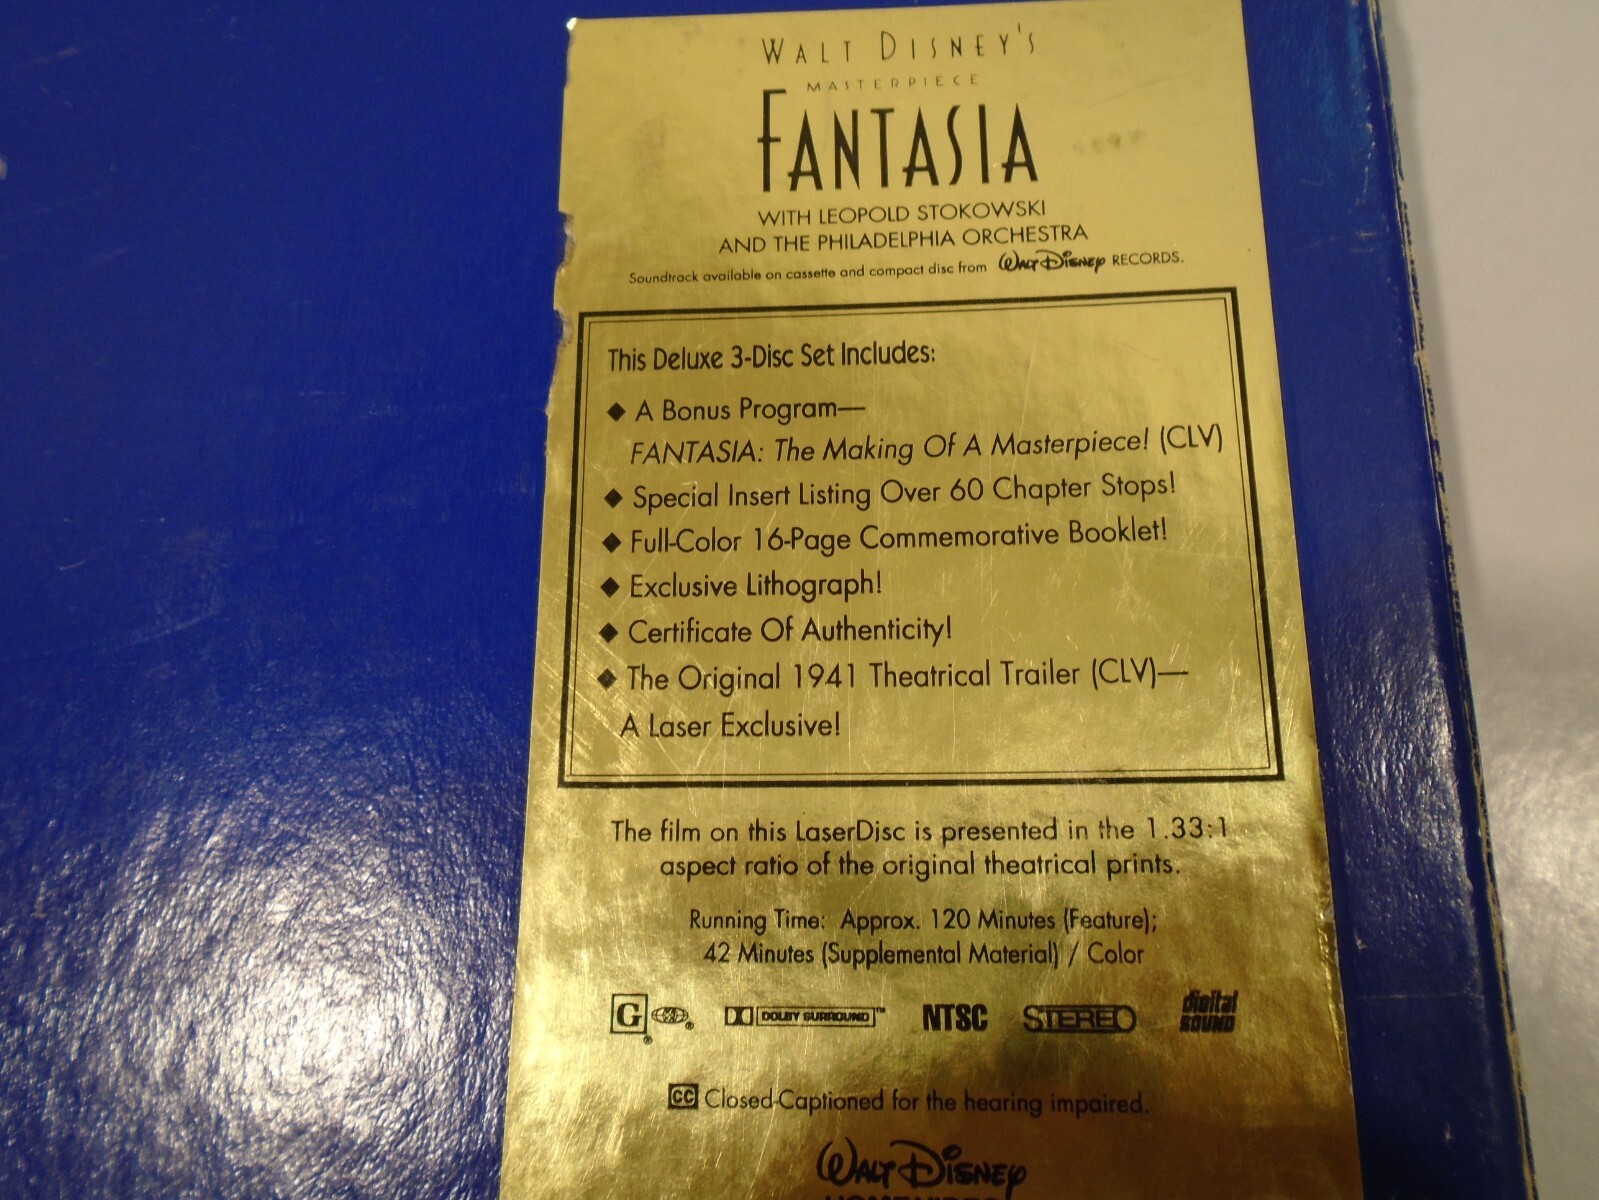 WALT DISNEY'S
MASTERPIECE
FANTASIA
WITH LEOPOLD STOKOWSKI
AND THE PHILADELPHIA ORCHESTRA
Soundtrack available on cassette and compact disc from WALT DISNEY RECORDS.
This Deluxe 3-Disc Set Includes:
◆ A Bonus Program—
FANTASIA: The Making Of A Masterpiece! (CLV)
◆ Special Insert Listing Over 60 Chapter Stops!
◆ Full-Color 16-Page Commemorative Booklet!
◆ Exclusive Lithograph!
◆ Certificate Of Authenticity!
◆ The Original 1941 Theatrical Trailer (CLV)—
A Laser Exclusive!
The film on this LaserDisc is presented in the 1.33:1
aspect ratio of the original theatrical prints.
Running Time: Approx. 120 Minutes (Feature);
42 Minutes (Supplemental Material) / Color
G ® ® DOLBY SURROUND™ NTSC STEREO digital
SOUND
CC Closed-Captioned for the hearing impaired.
WALT DISNEY
HOME VIDEO